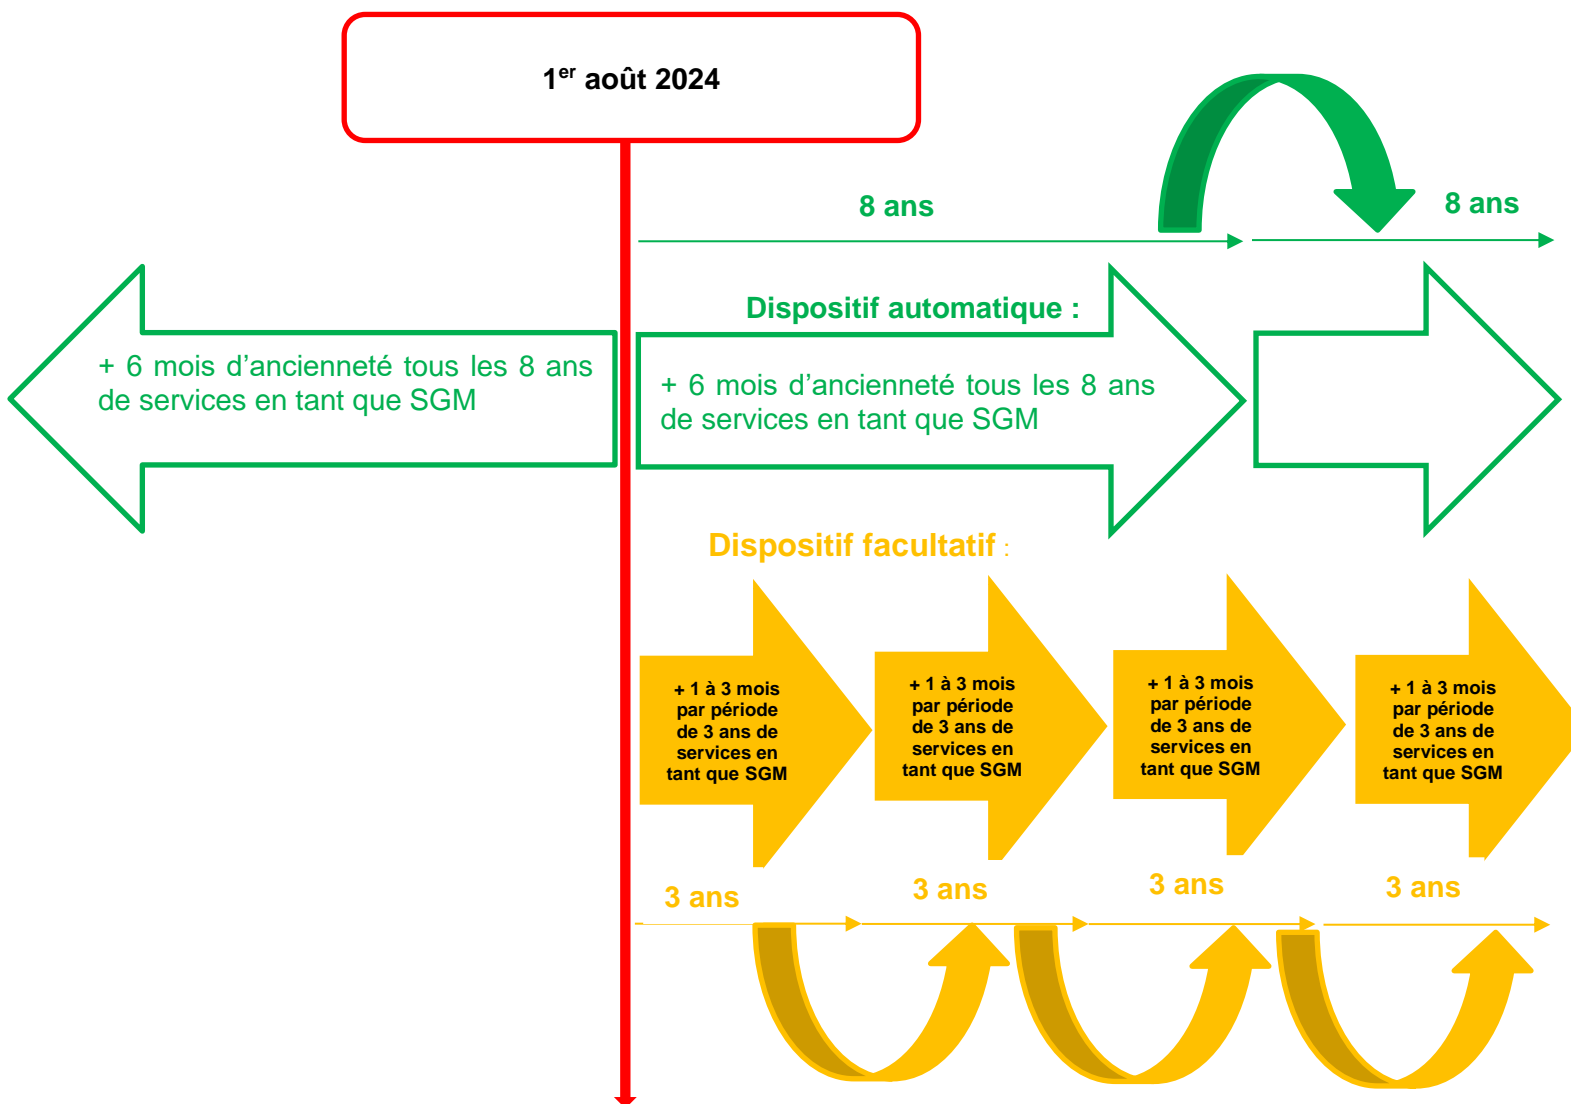 1er août 2024
8 ans
8 ans
Dispositif automatique :
+ 6 mois d’ancienneté tous les 8 ans
de services en tant que SGM
+ 6 mois d’ancienneté tous les 8 ans
de services en tant que SGM
Dispositif facultatif :
+ 1 à 3 mois
par période
de 3 ans de
services en
tant que SGM
+ 1 à 3 mois
par période
de 3 ans de
services en
tant que SGM
+ 1 à 3 mois
par période
de 3 ans de
services en
tant que SGM
+ 1 à 3 mois
par période
de 3 ans de
services en
tant que SGM
3 ans
3 ans
3 ans
3 ans